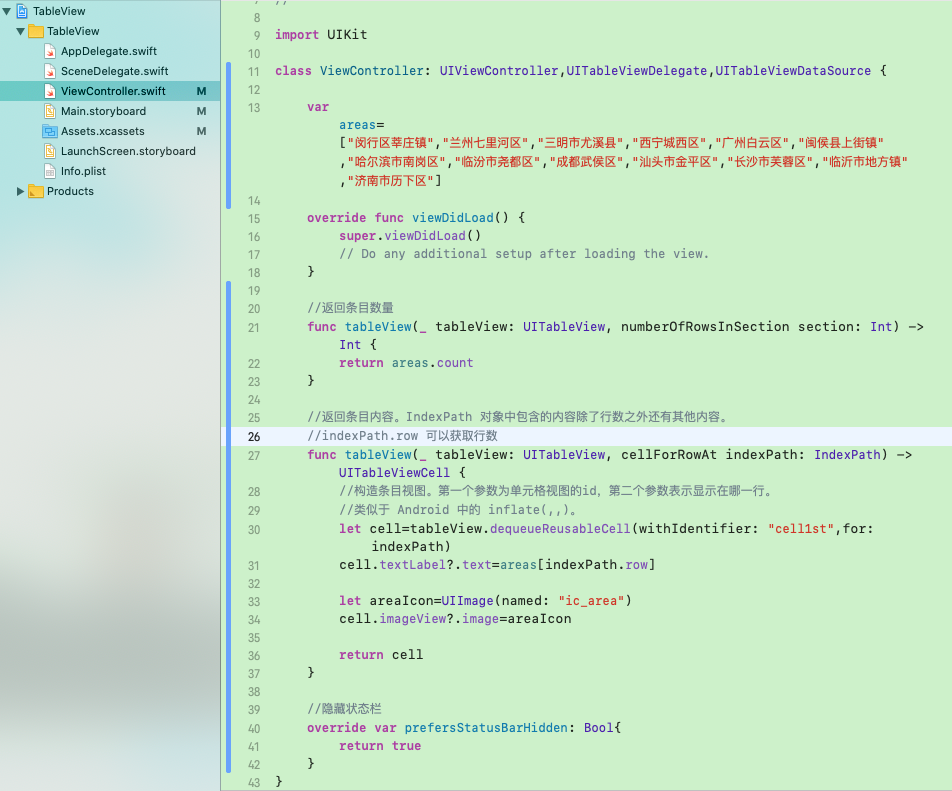 TableView
TableView
AppDelegate.swift
SceneDelegate.swift
ViewController.swift M
Main.storyboard M
Assets.xcassets M
LaunchScreen.storyboard
Info.plist
Products
//
8
9 import UIKit
10
11 class ViewController: UIViewController,UITableViewDelegate,UITableViewDataSource {
12
13 var
areas=
["闵行区莘庄镇","兰州七里河区","三明市尤溪县","西宁城西区","广州白云区","闽侯县上街镇"
,"哈尔滨市南岗区","临汾市尧都区","成都武侯区","汕头市金平区","长沙市芙蓉区","临沂市地方镇"
,"济南市历下区"]
14
15 override func viewDidLoad() {
16 super.viewDidLoad()
17 // Do any additional setup after loading the view.
18 }
19
20 //返回条目数量
21 func tableView(_ tableView: UITableView, numberOfRowsInSection section: Int) ->
Int {
22 return areas.count
23 }
24
25 //返回条目内容。IndexPath 对象中包含的内容除了行数之外还有其他内容。
26 //indexPath.row 可以获取行数
27 func tableView(_ tableView: UITableView, cellForRowAt indexPath: IndexPath) ->
UITableViewCell {
28 //构造条目视图。第一个参数为单元格视图的id，第二个参数表示显示在哪一行。
29 //类似于 Android 中的 inflate(,,)。
30 let cell=tableView.dequeueReusableCell(withIdentifier: "cell1st",for:
indexPath)
31 cell.textLabel?.text=areas[indexPath.row]
32
33 let areaIcon=UIImage(named: "ic_area")
34 cell.imageView?.image=areaIcon
35
36 return cell
37 }
38
39 //隐藏状态栏
40 override var prefersStatusBarHidden: Bool{
41 return true
42 }
43 }